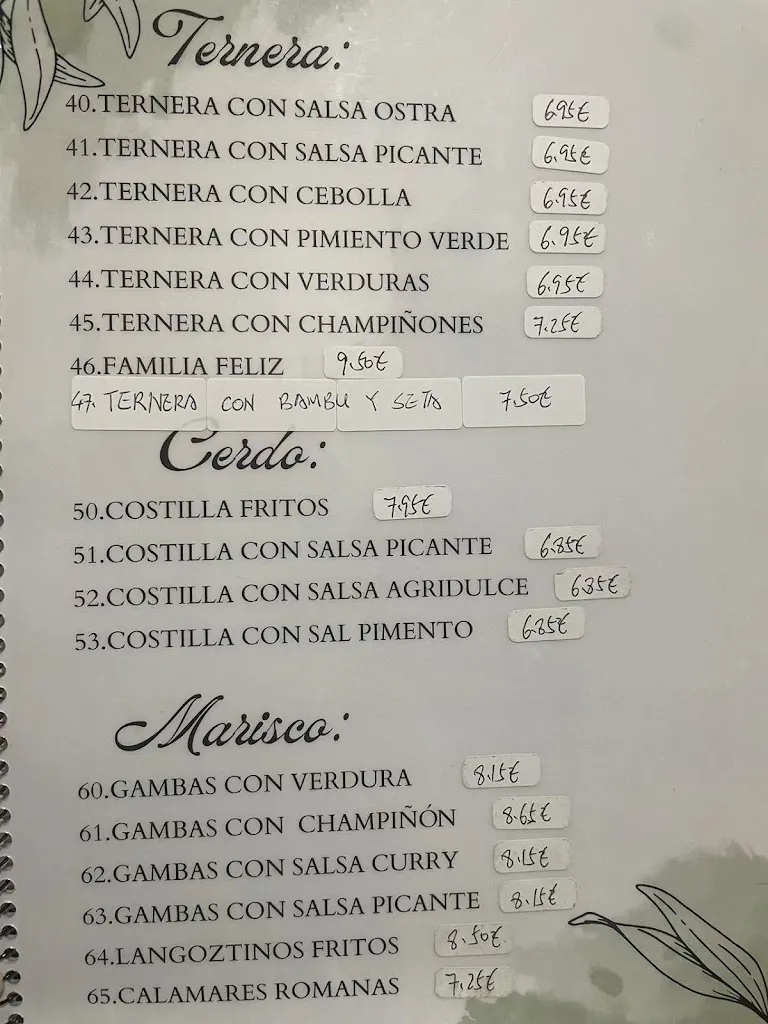 Ternera:
40.TERNERA CON SALSA OSTRA 6.95€
41.TERNERA CON SALSA PICANTE 6.95€
42.TERNERA CON CEBOLLA 6.95€
43.TERNERA CON PIMIENTO VERDE 6.95€
44.TERNERA CON VERDURAS 6.95€
45.TERNERA CON CHAMPIÑONES 7.25€
46.FAMILIA FELIZ 9.50€
47. TERNERA CON BAMBU Y SETA 7.50€
Cerdo:
50.COSTILLA FRITOS 7.95€
51.COSTILLA CON SALSA PICANTE 6.85€
52.COSTILLA CON SALSA AGRIDULCE 6.85€
53.COSTILLA CON SAL PIMENTO 6.85€
Marisco:
60.GAMBAS CON VERDURA 8.15€
61.GAMBAS CON CHAMPIÑÓN 8.65€
62.GAMBAS CON SALSA CURRY 8.15€
63.GAMBAS CON SALSA PICANTE 8.15€
64.LANGOZTINOS FRITOS 8.50€
65.CALAMARES ROMANAS 7.25€